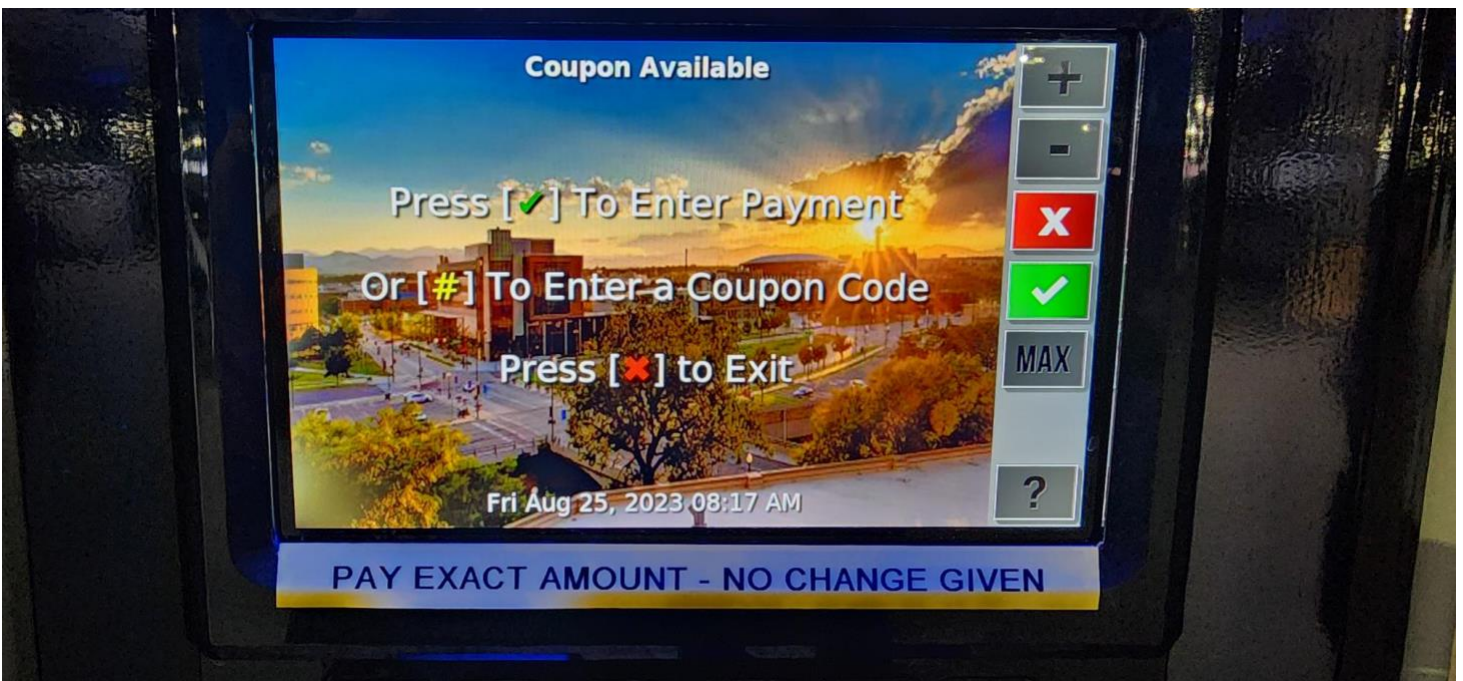 Coupon Available
+
-
Press [✔] To Enter Payment
X
Or [#] To Enter a Coupon Code
✓
Press [✖] to Exit
MAX
?
Fri Aug 25, 2023 08:17 AM
PAY EXACT AMOUNT - NO CHANGE GIVEN